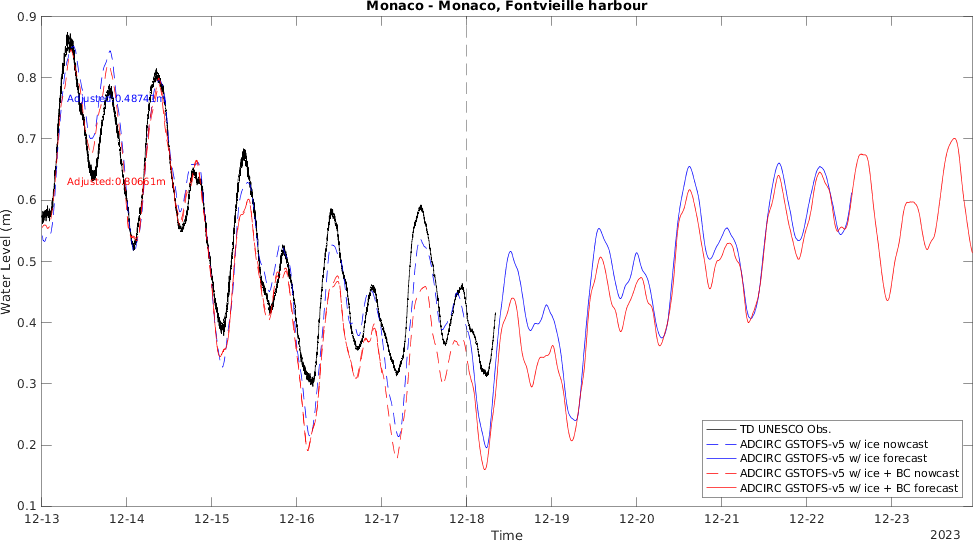 Monaco - Monaco, Fontvieille harbour
0.9
0.8
0.7
0.6
0.5
0.4
0.3
0.2
0.1
Water Level (m)
Adjusted:0.4874m
Adjusted:0.80661m
TD UNESCO Obs.
ADCIRC GSTOFS-v5 w/ ice nowcast
ADCIRC GSTOFS-v5 w/ ice forecast
ADCIRC GSTOFS-v5 w/ ice + BC nowcast
ADCIRC GSTOFS-v5 w/ ice + BC forecast
12-13 12-14 12-15 12-16 12-17 12-18 12-19 12-20 12-21 12-22 12-23
Time
2023